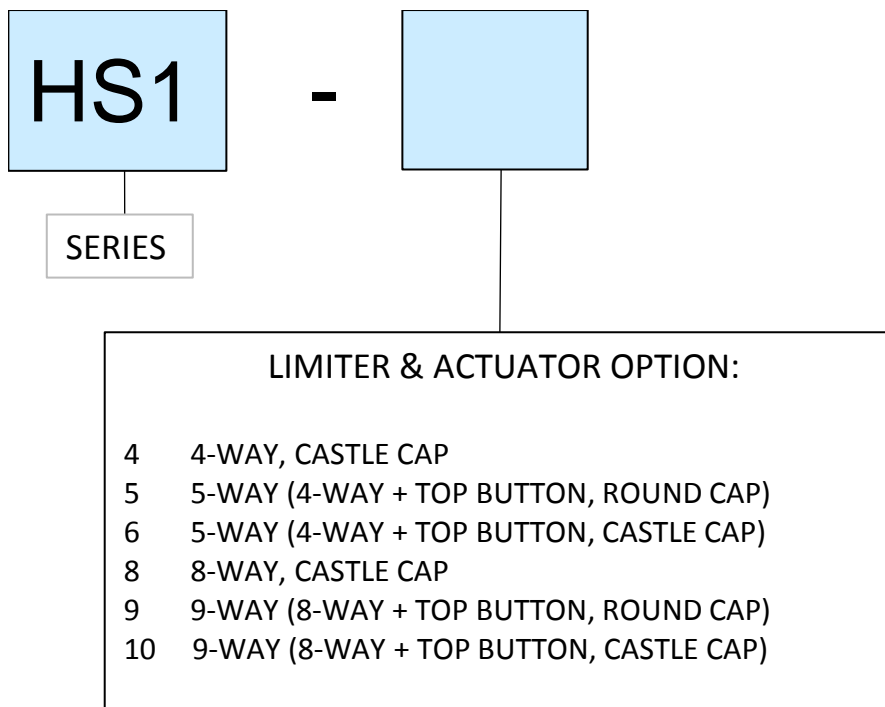 HS1 -
SERIES
LIMITER & ACTUATOR OPTION:
4 4-WAY, CASTLE CAP
5 5-WAY (4-WAY + TOP BUTTON, ROUND CAP)
6 5-WAY (4-WAY + TOP BUTTON, CASTLE CAP)
8 8-WAY, CASTLE CAP
9 9-WAY (8-WAY + TOP BUTTON, ROUND CAP)
10 9-WAY (8-WAY + TOP BUTTON, CASTLE CAP)